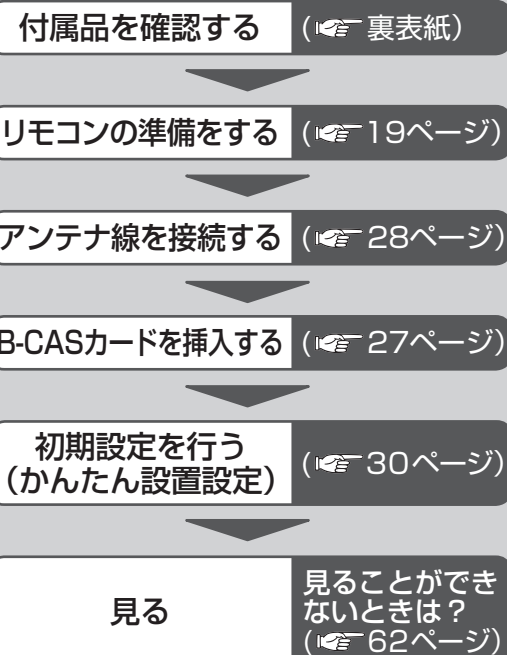 付属品を確認する (☞裏表紙)
リモコンの準備をする (☞19ページ)
アンテナ線を接続する (☞28ページ)
B-CASカードを挿入する (☞27ページ)
初期設定を行う
(かんたん設置設定) (☞30ページ)
見る
見ることができ
ないときは？
(☞62ページ)